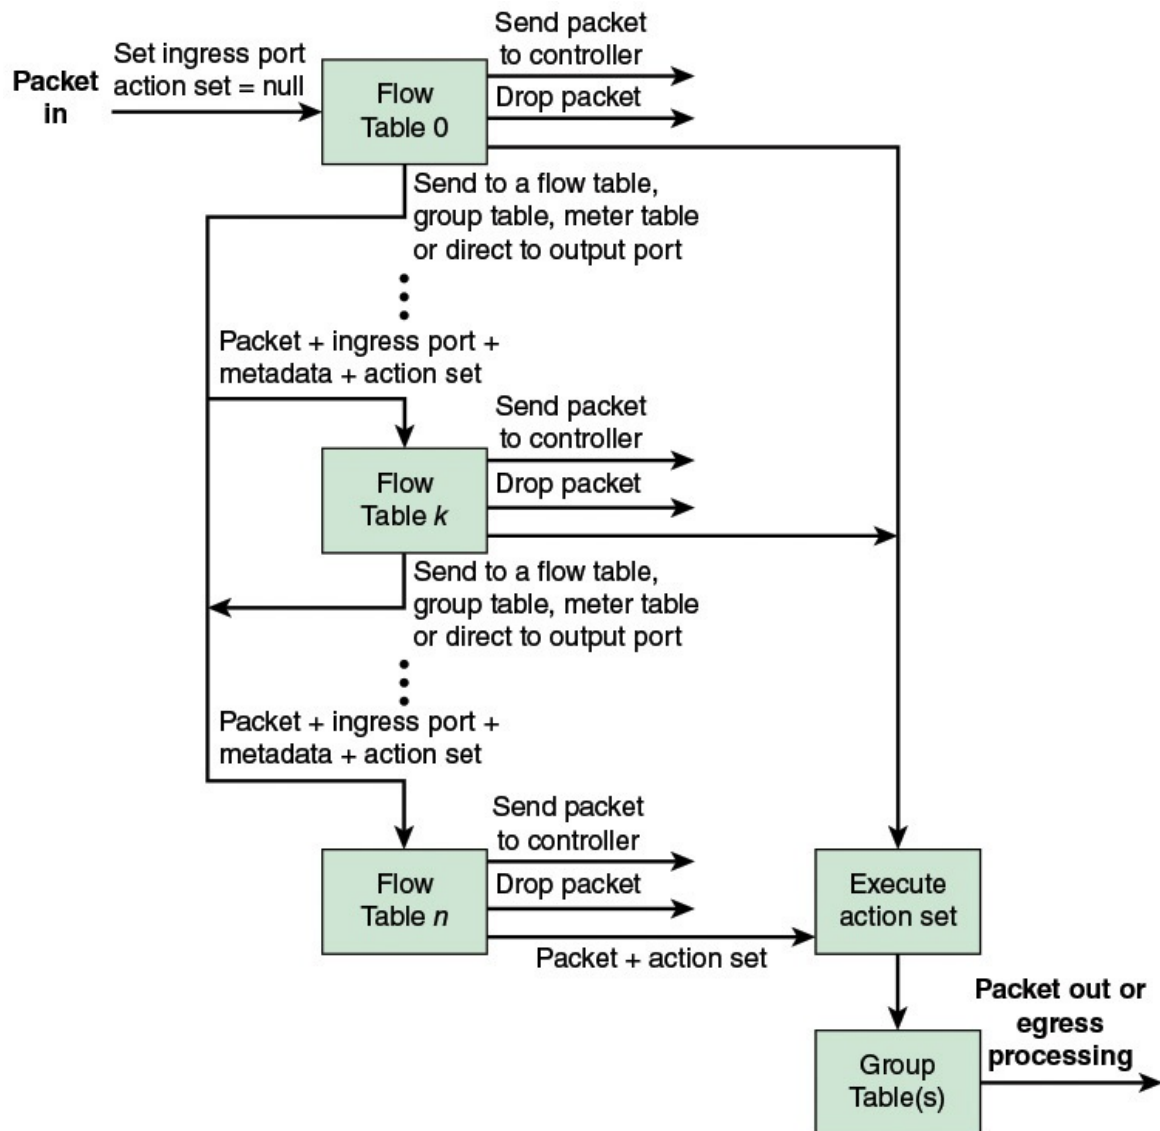 Packet
in
Set ingress port
action set = null
Flow
Table 0
Send packet
to controller
Drop packet
Send to a flow table,
group table, meter table
or direct to output port
Packet + ingress port +
metadata + action set
Flow
Table k
Send packet
to controller
Drop packet
Send to a flow table,
group table, meter table
or direct to output port
Packet + ingress port +
metadata + action set
Flow
Table n
Send packet
to controller
Drop packet
Packet + action set
Execute
action set
Group
Table(s)
Packet out or
egress
processing